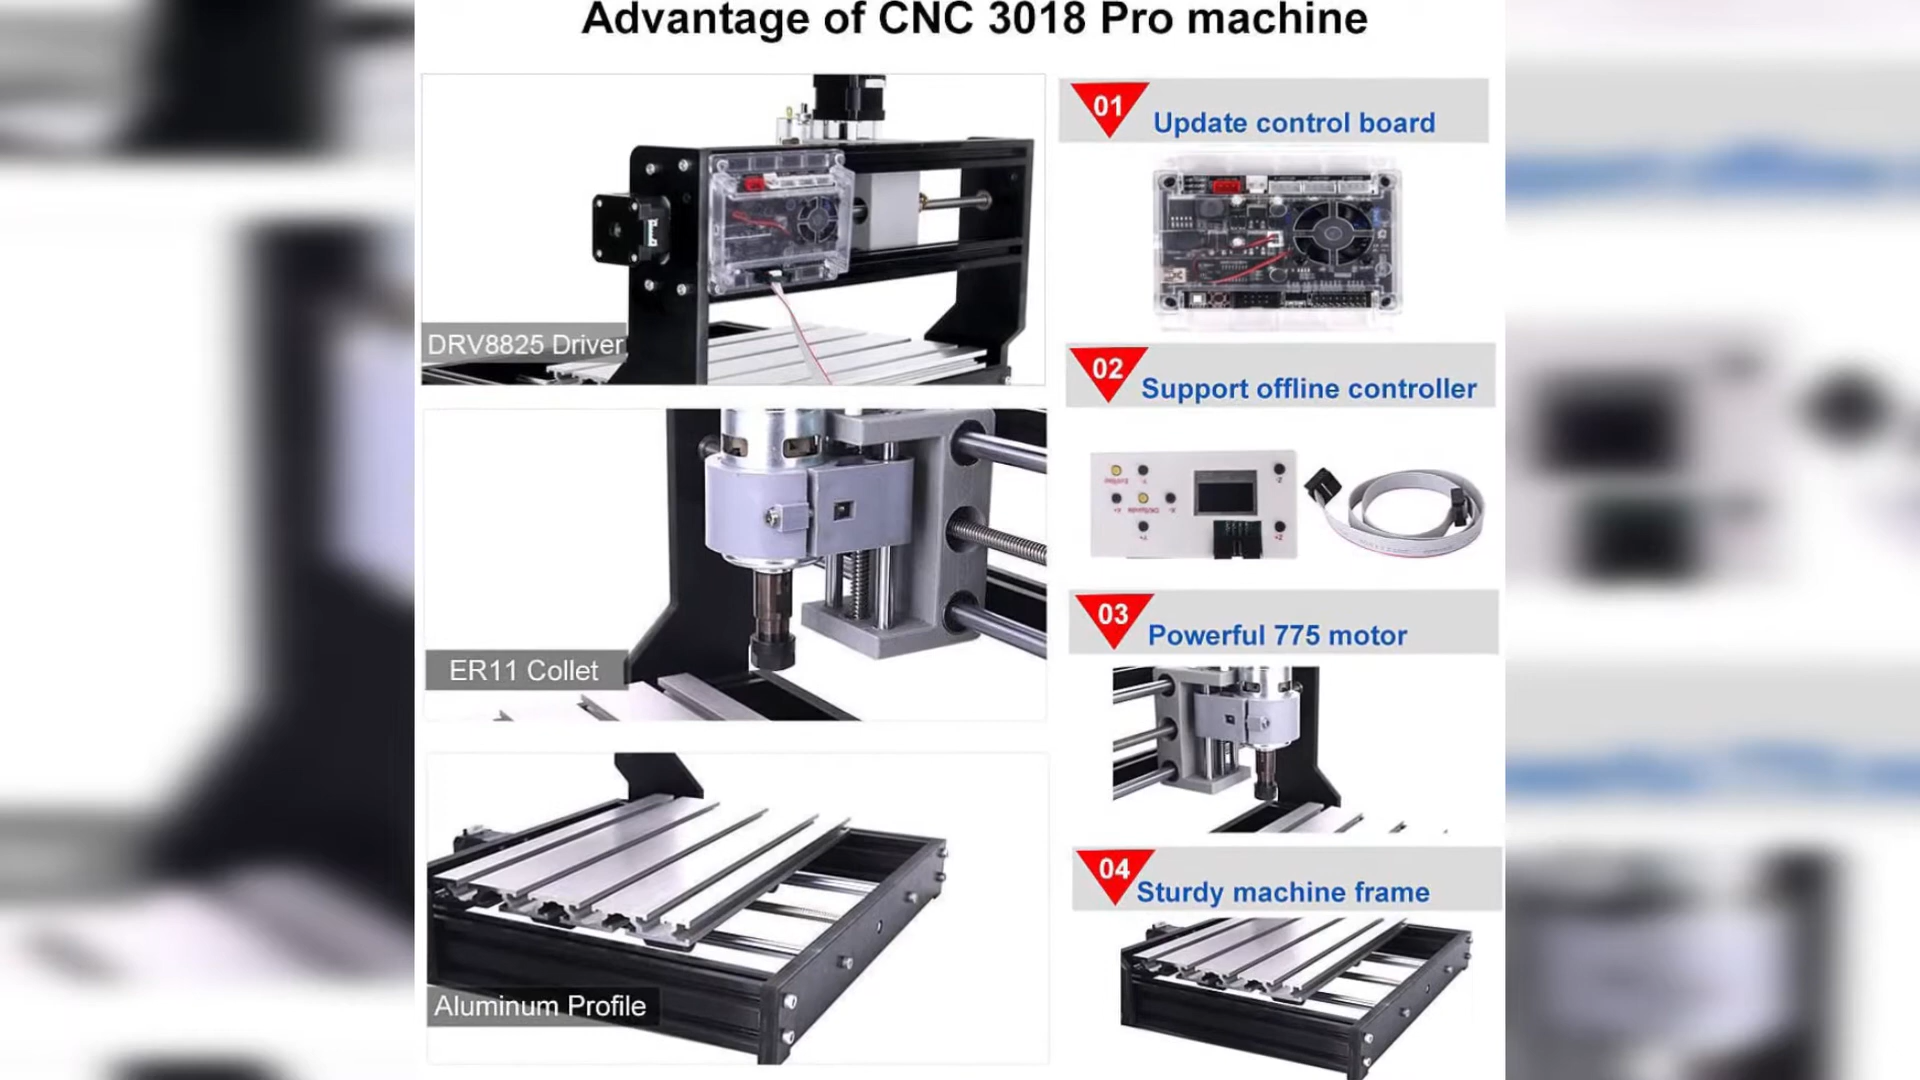 Advantage of CNC 3018 Pro machine
DRV8825 Driver
ER11 Collet
Aluminum Profile
01
Update control board
02
Support offline controller
03
Powerful 775 motor
04
Sturdy machine frame